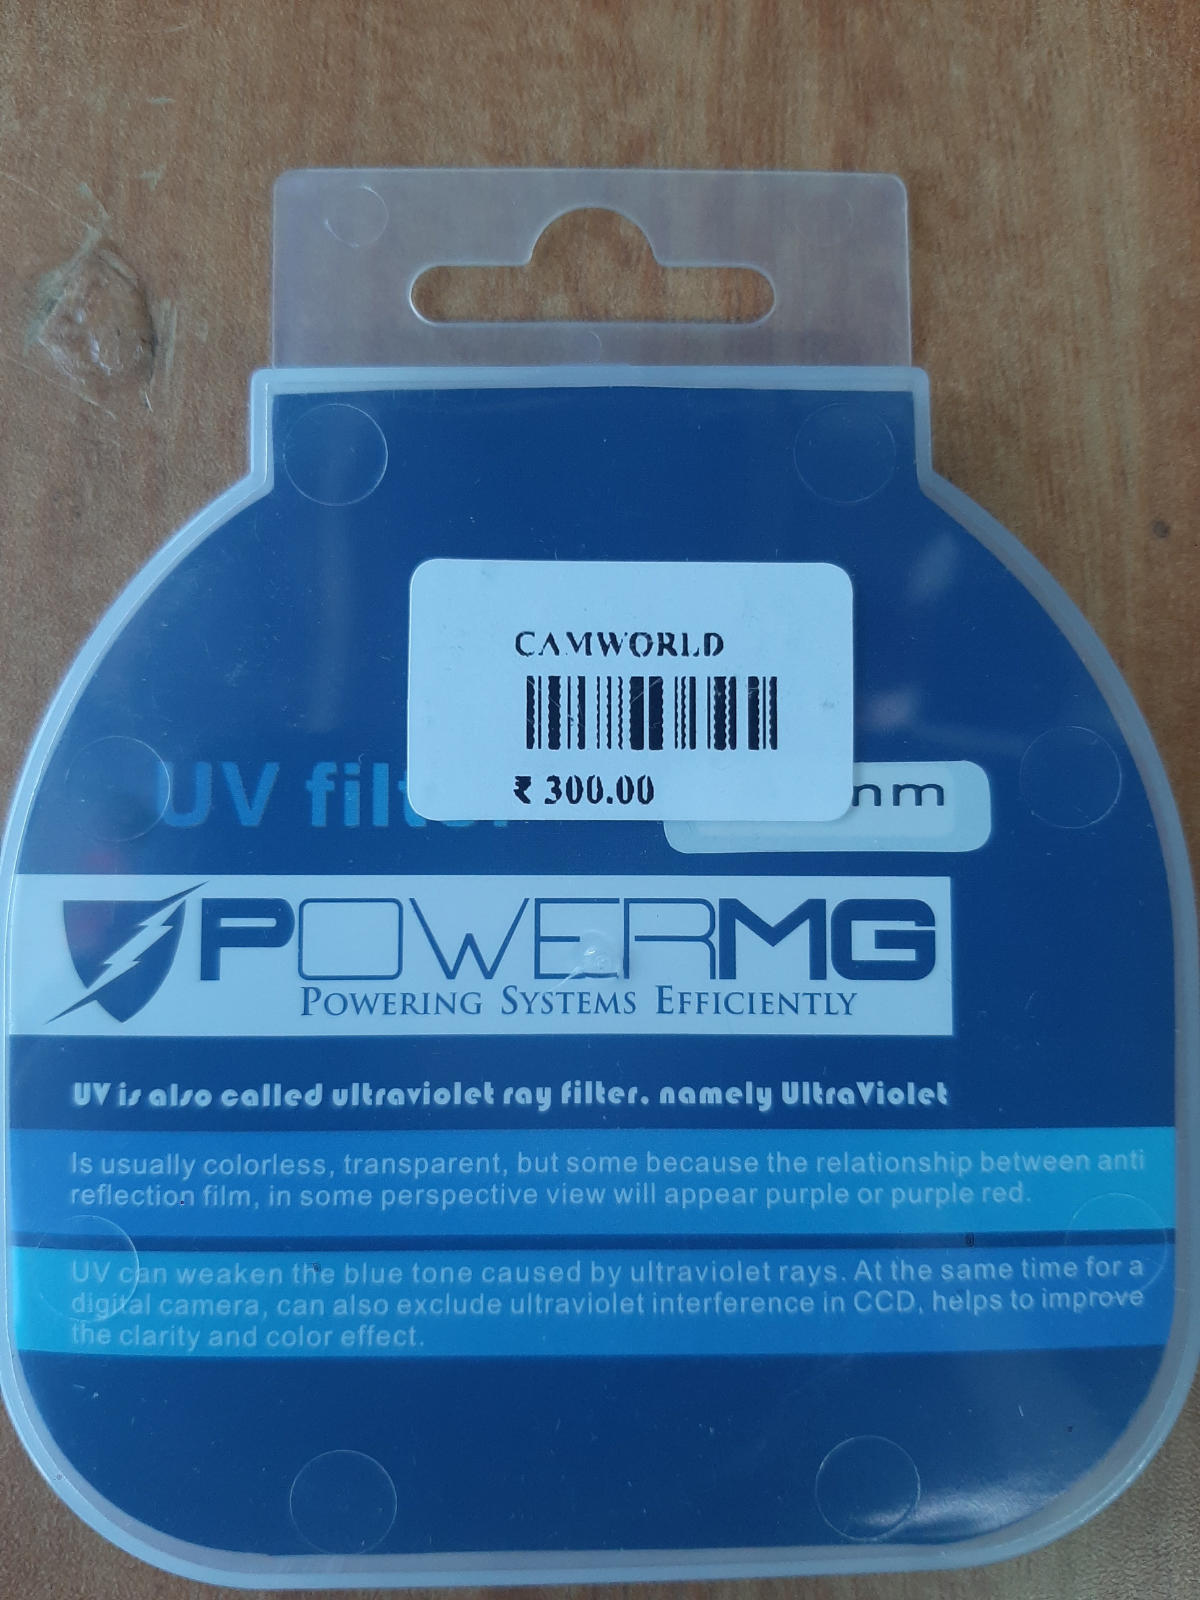 CAMWORLD
₹ 300.00
UV filter
mm
POWERMG
POWERING SYSTEMS EFFICIENTLY
UV is also called ultraviolet ray filter, namely UltraViolet
Is usually colorless, transparent, but some because the relationship between anti
reflection film, in some perspective view will appear purple or purple red.
UV can weaken the blue tone caused by ultraviolet rays. At the same time for a
digital camera, can also exclude ultraviolet interference in CCD, helps to improve
the clarity and color effect.